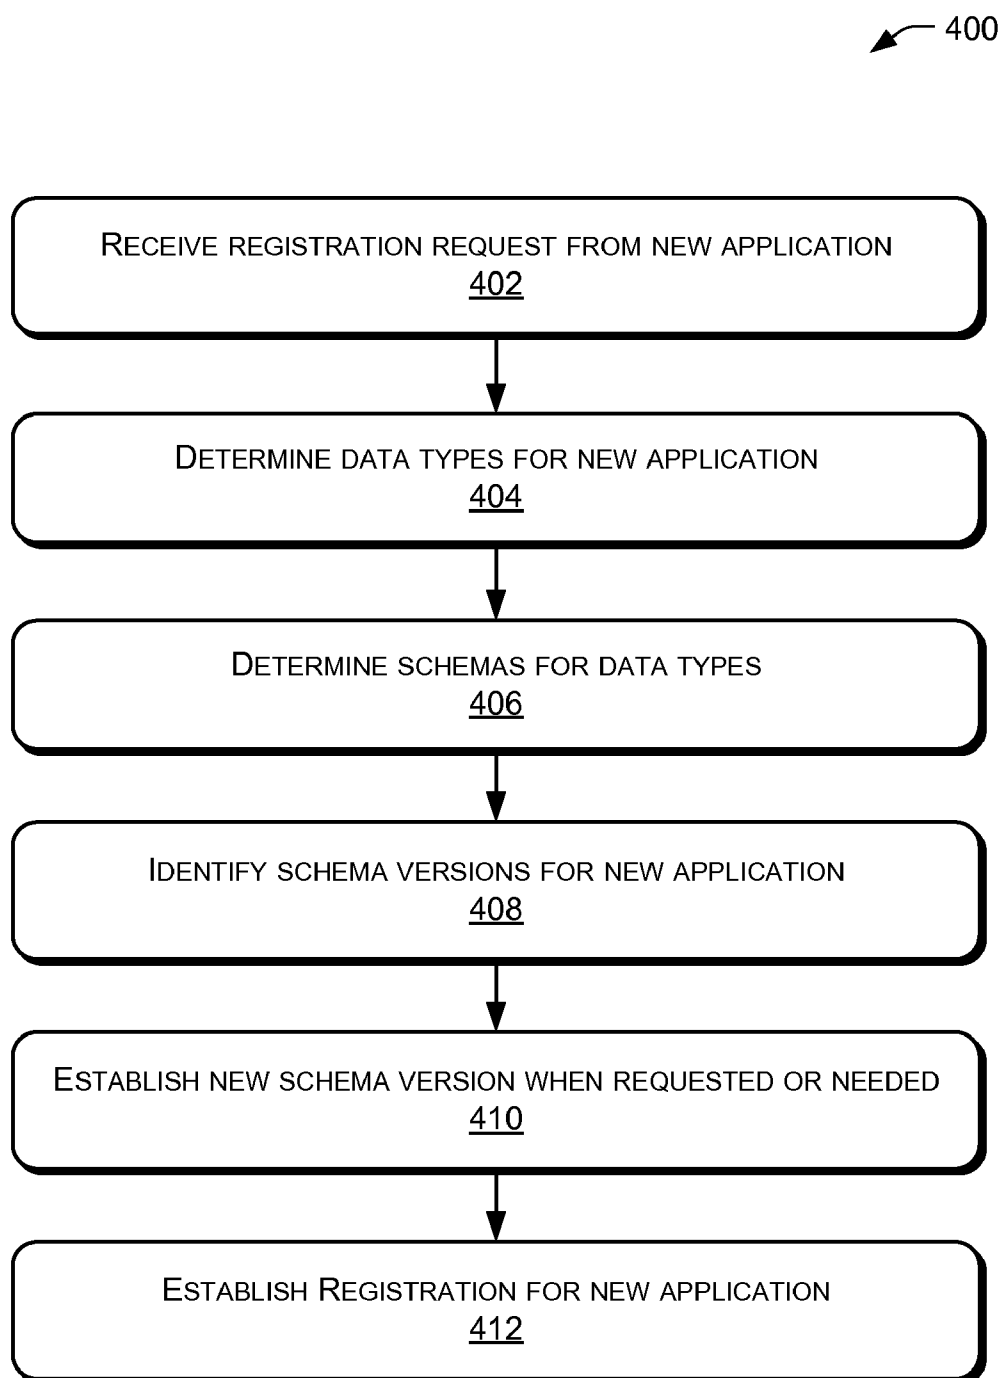 400
RECEIVE REGISTRATION REQUEST FROM NEW APPLICATION
402
DETERMINE DATA TYPES FOR NEW APPLICATION
404
DETERMINE SCHEMAS FOR DATA TYPES
406
IDENTIFY SCHEMA VERSIONS FOR NEW APPLICATION
408
ESTABLISH NEW SCHEMA VERSION WHEN REQUESTED OR NEEDED
410
ESTABLISH REGISTRATION FOR NEW APPLICATION
412